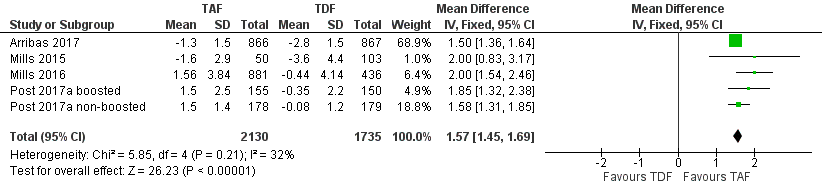 TAF TDF Mean Difference Mean Difference
Study or Subgroup Mean SD Total Mean SD Total Weight IV, Fixed, 95% CI IV, Fixed, 95% CI
Arribas 2017 -1.3 1.5 866 -2.8 1.5 867 68.9% 1.50 [1.36, 1.64]
Mills 2015 -1.6 2.9 50 -3.6 4.4 103 1.0% 2.00 [0.83, 3.17]
Mills 2016 1.56 3.84 881 -0.44 4.14 436 6.4% 2.00 [1.54, 2.46]
Post 2017a boosted 1.5 2.5 155 -0.35 2.2 150 4.9% 1.85 [1.32, 2.38]
Post 2017a non-boosted 1.5 1.4 178 -0.08 1.2 179 18.8% 1.58 [1.31, 1.85]
Total (95% CI) 2130 1735 100.0% 1.57 [1.45, 1.69]
Heterogeneity: Chi² = 5.85, df = 4 (P = 0.21); I² = 32%
Test for overall effect: Z = 26.23 (P < 0.00001)
-2 -1 0 1 2
Favours TDF Favours TAF